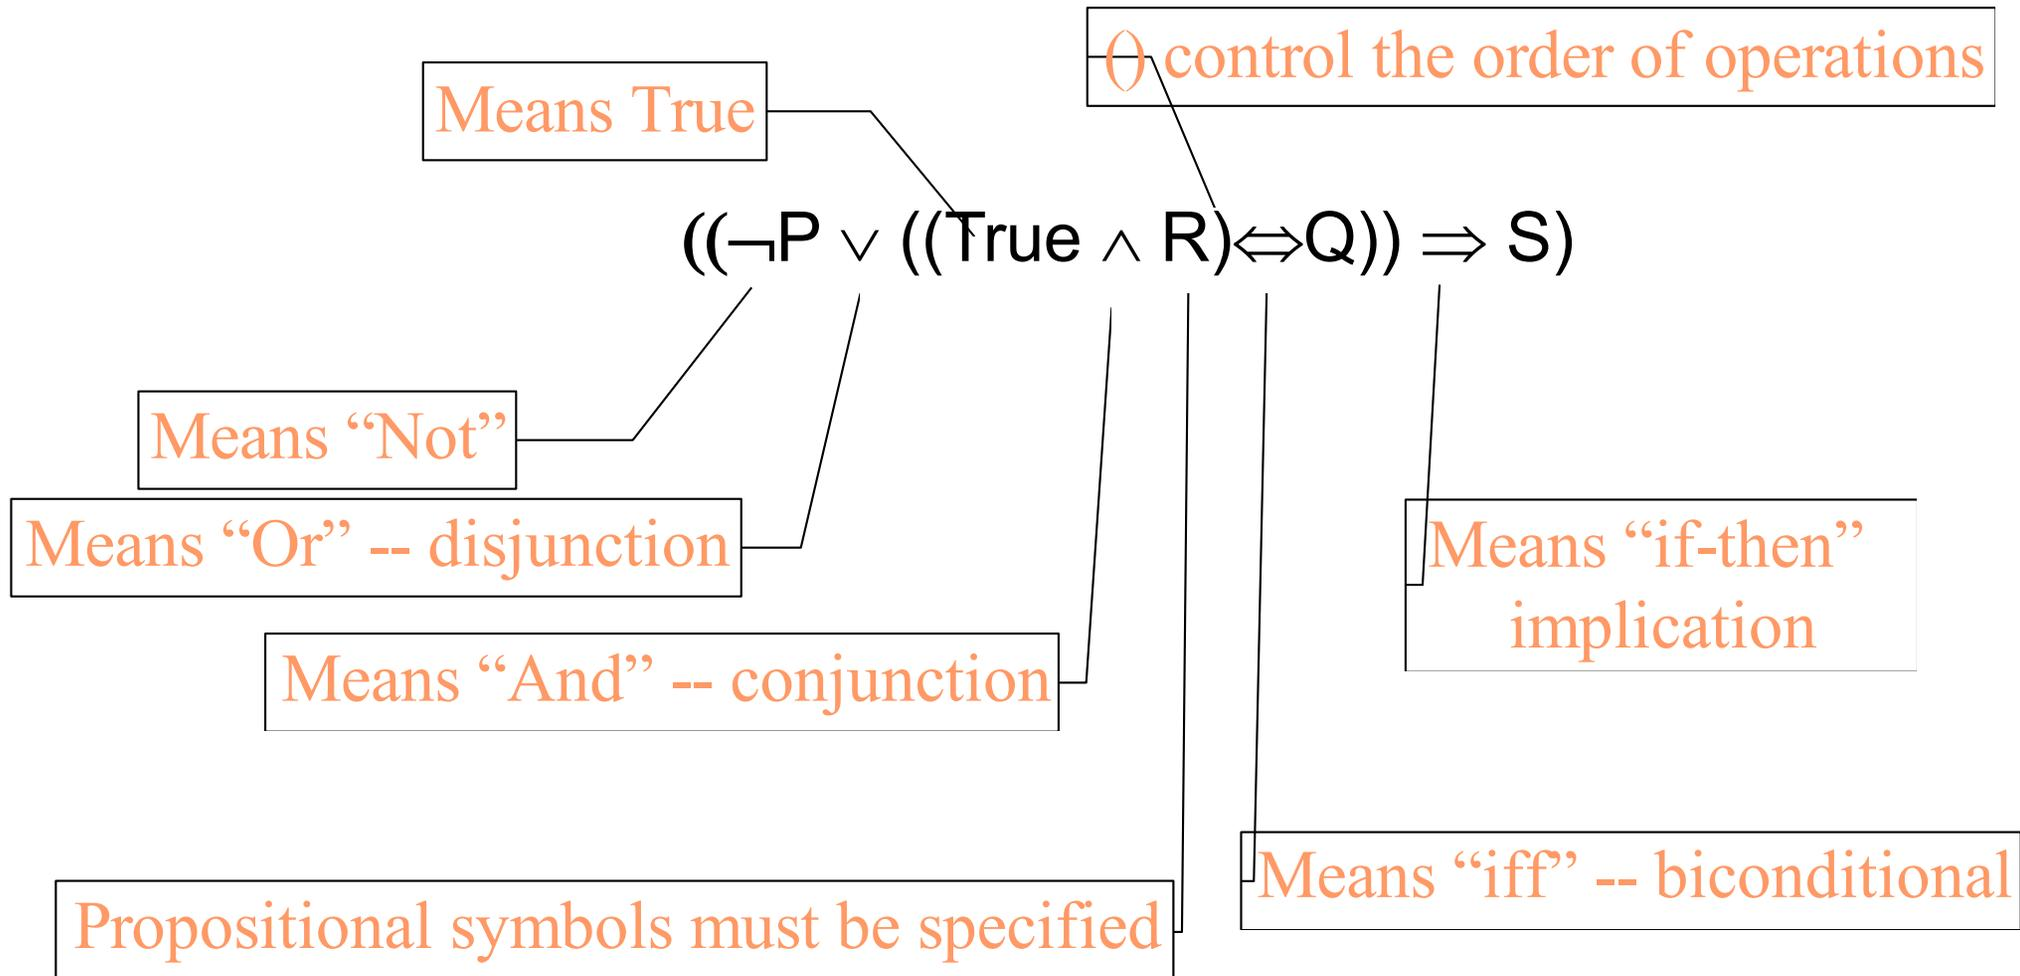 () control the order of operations
Means True
((¬P ∨ ((True ∧ R)⇔Q)) ⇒ S)
Means “Not”
Means “Or” -- disjunction
Means “if-then”
implication
Means “And” -- conjunction
Means “iff” -- biconditional
Propositional symbols must be specified